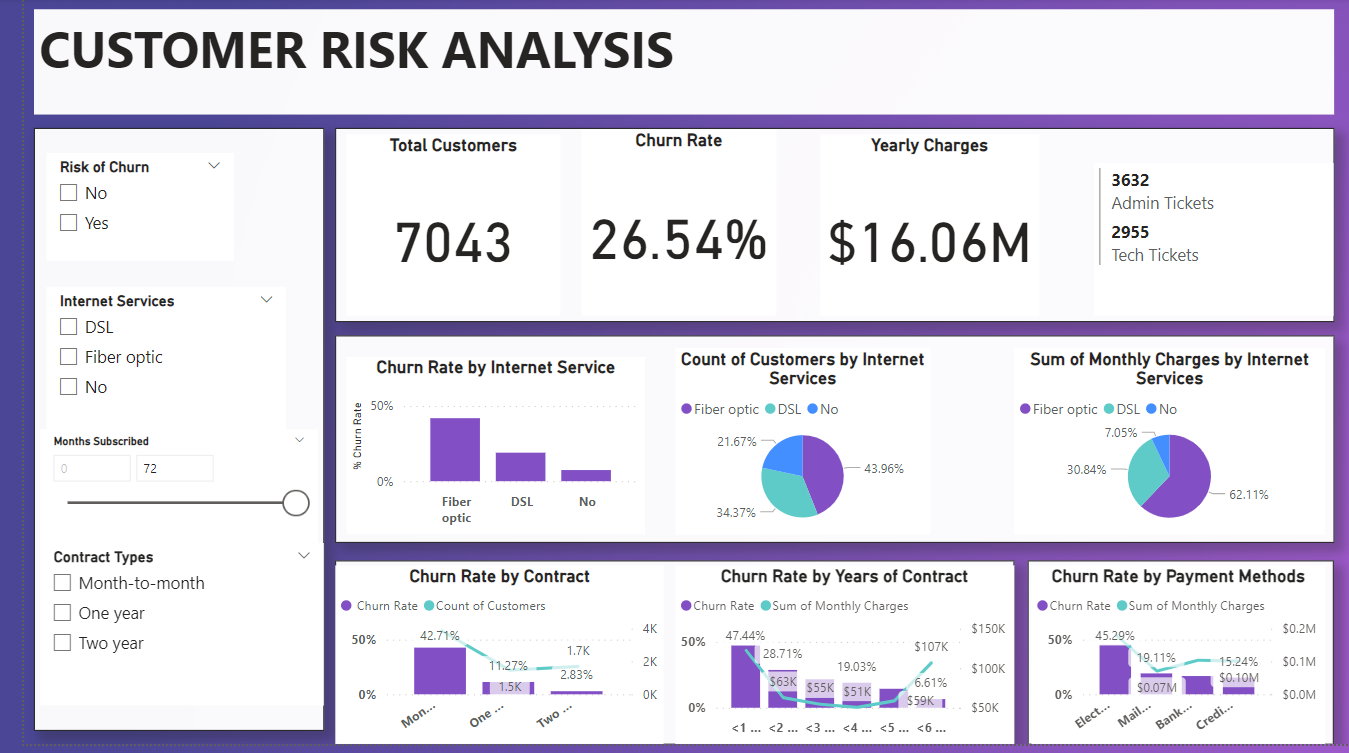 CUSTOMER RISK ANALYSIS
Risk of Churn
No
Yes
Internet Services
DSL
Fiber optic
No
Months Subscribed
0
72
Contract Types
Month-to-month
One year
Two year
Total Customers
7043
Churn Rate
26.54%
Yearly Charges
$16.06M
3632
Admin Tickets
2955
Tech Tickets
Churn Rate by Internet Service
% Churn Rate
50%
0%
Fiber
optic
DSL
No
Count of Customers by Internet
Services
Fiber optic DSL No
21.67%
43.96%
34.37%
Sum of Monthly Charges by Internet
Services
Fiber optic DSL No
7.05%
30.84%
62.11%
Churn Rate by Contract
Churn Rate Count of Customers
50%
0%
42.71%
11.27%
1.5K
1.7K
2.83%
4K
2K
0K
Mon...
One ...
Two ...
Churn Rate by Years of Contract
Churn Rate Sum of Monthly Charges
50%
0%
47.44%
28.71%
$63K
$55K
19.03%
$51K
$59K
$107K
6.61%
$150K
$100K
$50K
<1 ... <2 ... <3 ... <4 ... <5 ... <6 ...
Churn Rate by Payment Methods
Churn Rate Sum of Monthly Charges
50%
0%
45.29%
19.11%
$0.07M
15.24%
$0.10M
$0.2M
$0.1M
$0.0M
Elect...
Mail...
Bank...
Credi...